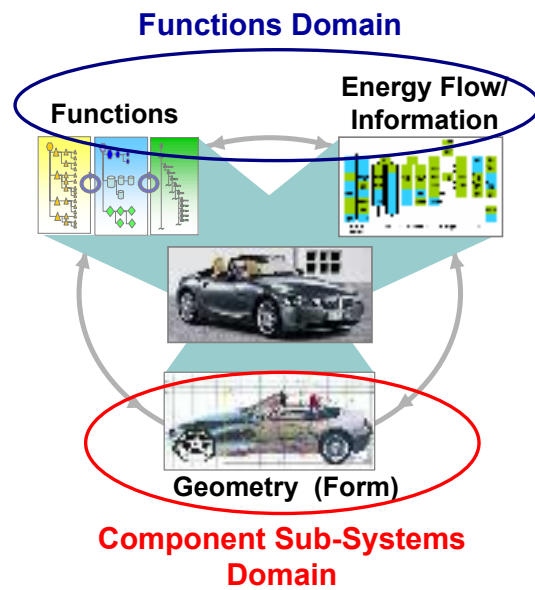 Functions Domain
Functions
Energy Flow/
Information
Geometry (Form)
Component Sub-Systems
Domain